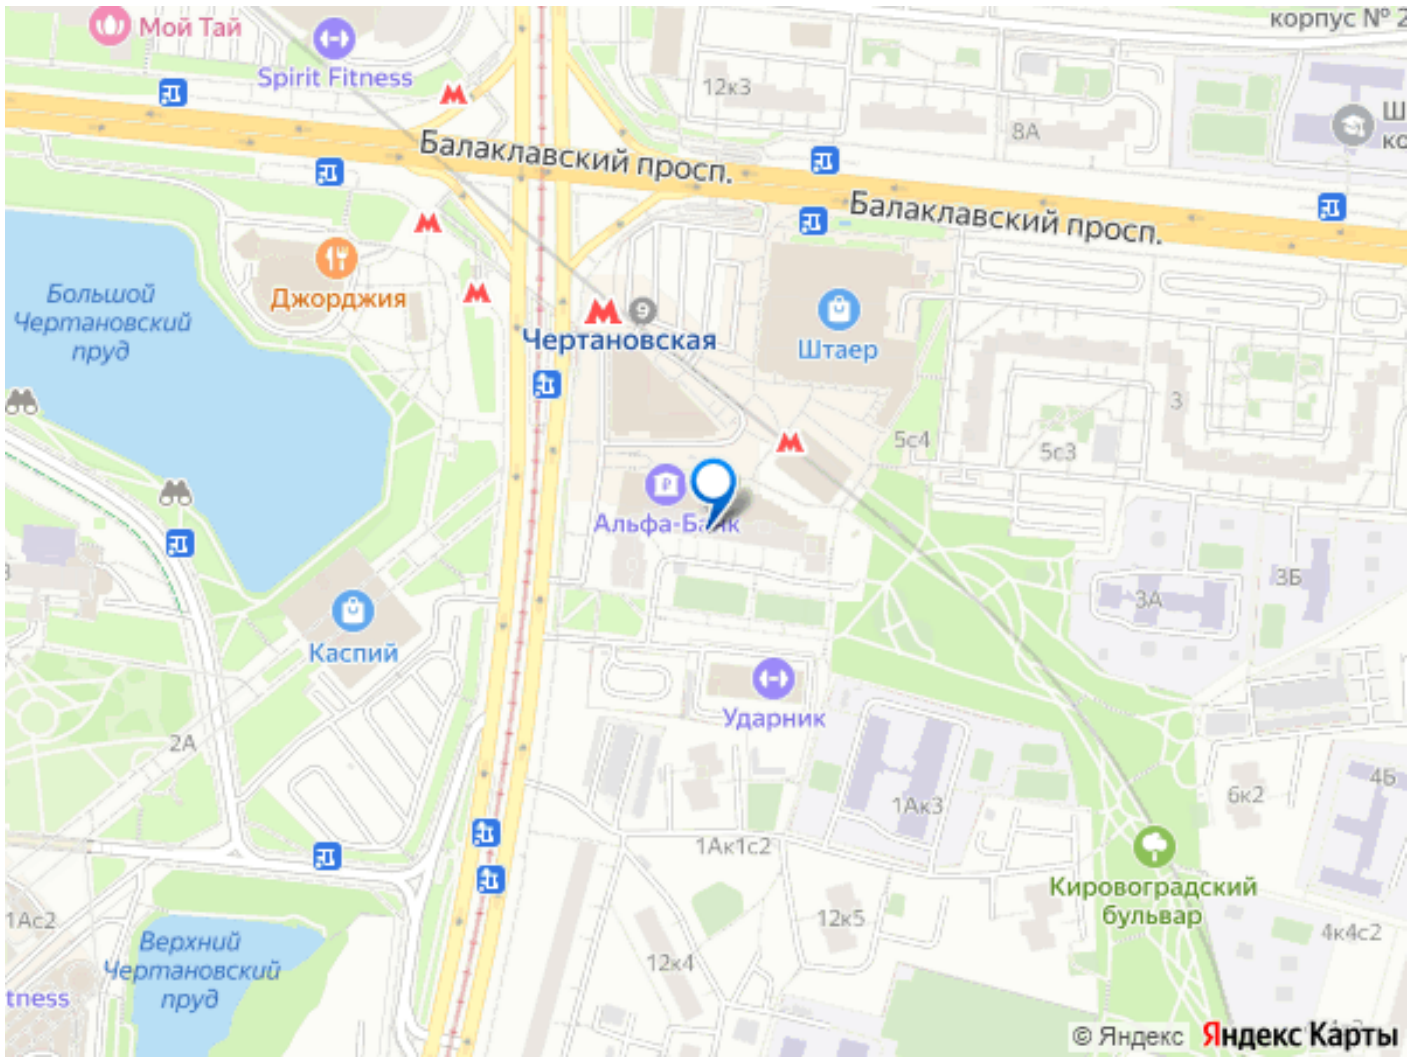 корпус № 2
Мой Тай
Spirit Fitness
12к3
8А
Ш
ко
Балаклавский просп.
Балаклавский просп.
Джорджия
Большой
Чертановский
пруд
9
Чертановская
Штаер
3
5с4
5с3
Альфа-Банк
3Б
3А
Каспий
Ударник
2А
4Б
6к2
1Ак3
1Ак1с2
Кировоградский
бульвар
1Ас2
12к5
4к4с2
Верхний
Чертановский
пруд
12к4
tness
© Яндекс Яндекс Карты